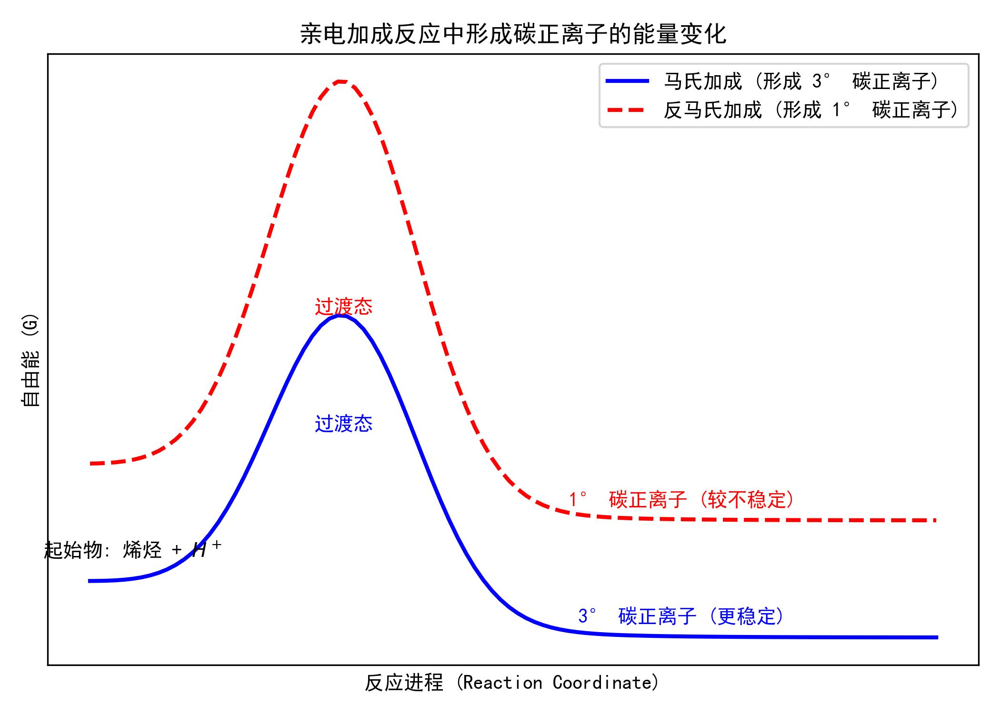 亲电加成反应中形成碳正离子的能量变化
马氏加成 (形成 3° 碳正离子)
反马氏加成 (形成 1° 碳正离子)
过渡态
自由能 (G)
过渡态
1° 碳正离子 (较不稳定)
起始物: 烯烃 + H⁺
3° 碳正离子 (更稳定)
反应进程 (Reaction Coordinate)